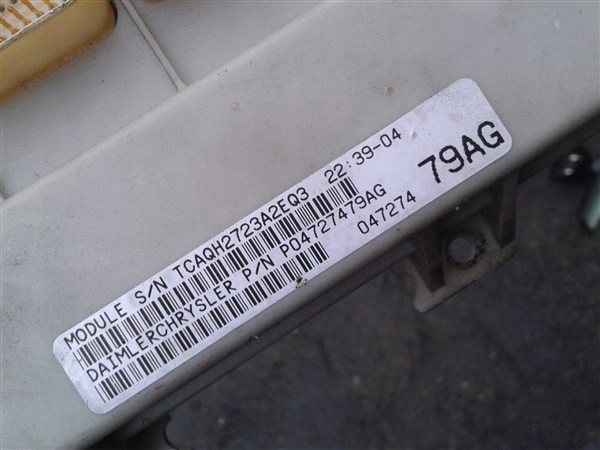 MODULE S/N TCAQH2723A2EQ3 22:39-04
DAIMLERCHRYSLER P/N P04727479AG
047274
79AG